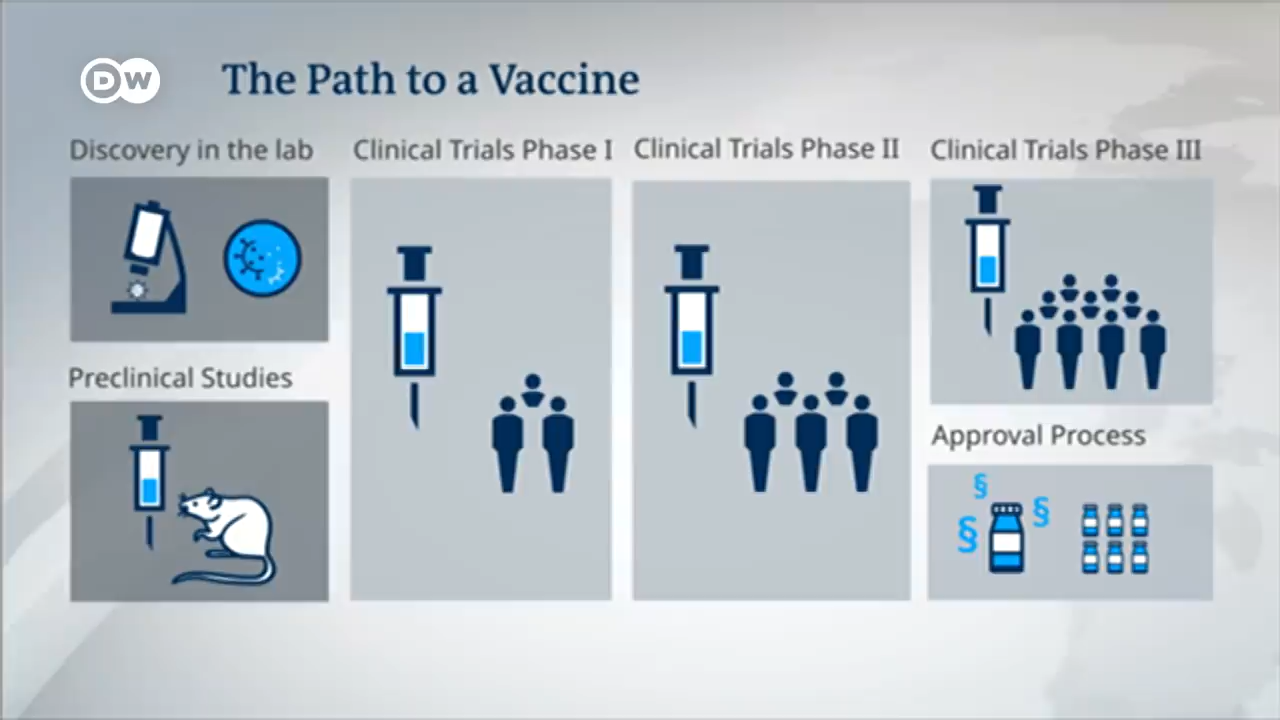 DW
The Path to a Vaccine
Discovery in the lab
Preclinical Studies
Clinical Trials Phase I
Clinical Trials Phase II
Clinical Trials Phase III
Approval Process
§
§
§